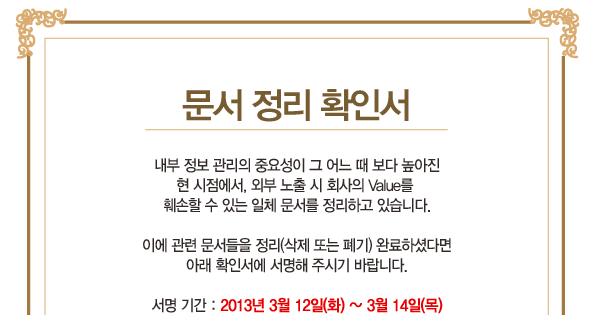 문서 정리 확인서
내부 정보 관리의 중요성이 그 어느 때 보다 높아진
현 시점에서, 외부 노출 시 회사의 Value를
훼손할 수 있는 일체 문서를 정리하고 있습니다.
이에 관련 문서들을 정리(삭제 또는 폐기) 완료하셨다면
아래 확인서에 서명해 주시기 바랍니다.
서명 기간 : 2013년 3월 12일(화) ~ 3월 14일(목)